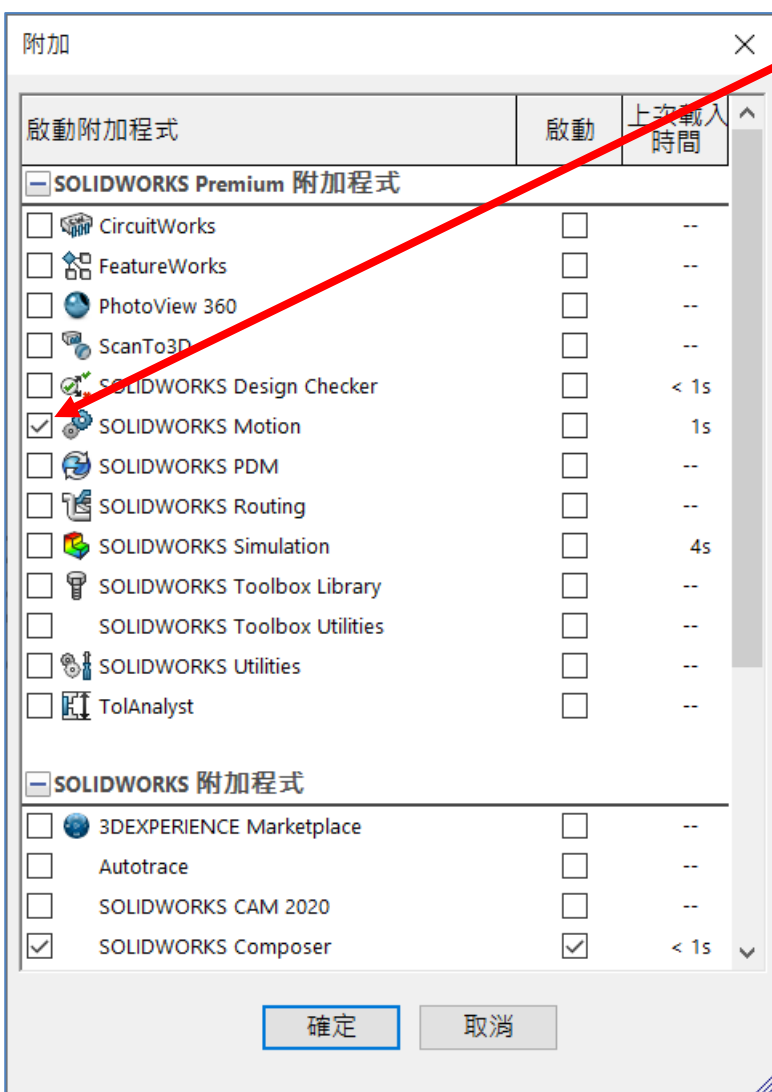 附加
啟動附加程式 啟動 上次載入
時間
SOLIDWORKS Premium 附加程式
CircuitWorks --
FeatureWorks --
PhotoView 360 --
ScanTo3D --
SOLIDWORKS Design Checker < 1s
SOLIDWORKS Motion 1s
SOLIDWORKS PDM --
SOLIDWORKS Routing --
SOLIDWORKS Simulation 4s
SOLIDWORKS Toolbox Library --
SOLIDWORKS Toolbox Utilities --
SOLIDWORKS Utilities --
TolAnalyst --
SOLIDWORKS 附加程式
3DEXPERIENCE Marketplace --
Autotrace --
SOLIDWORKS CAM 2020 --
SOLIDWORKS Composer < 1s
確定 取消